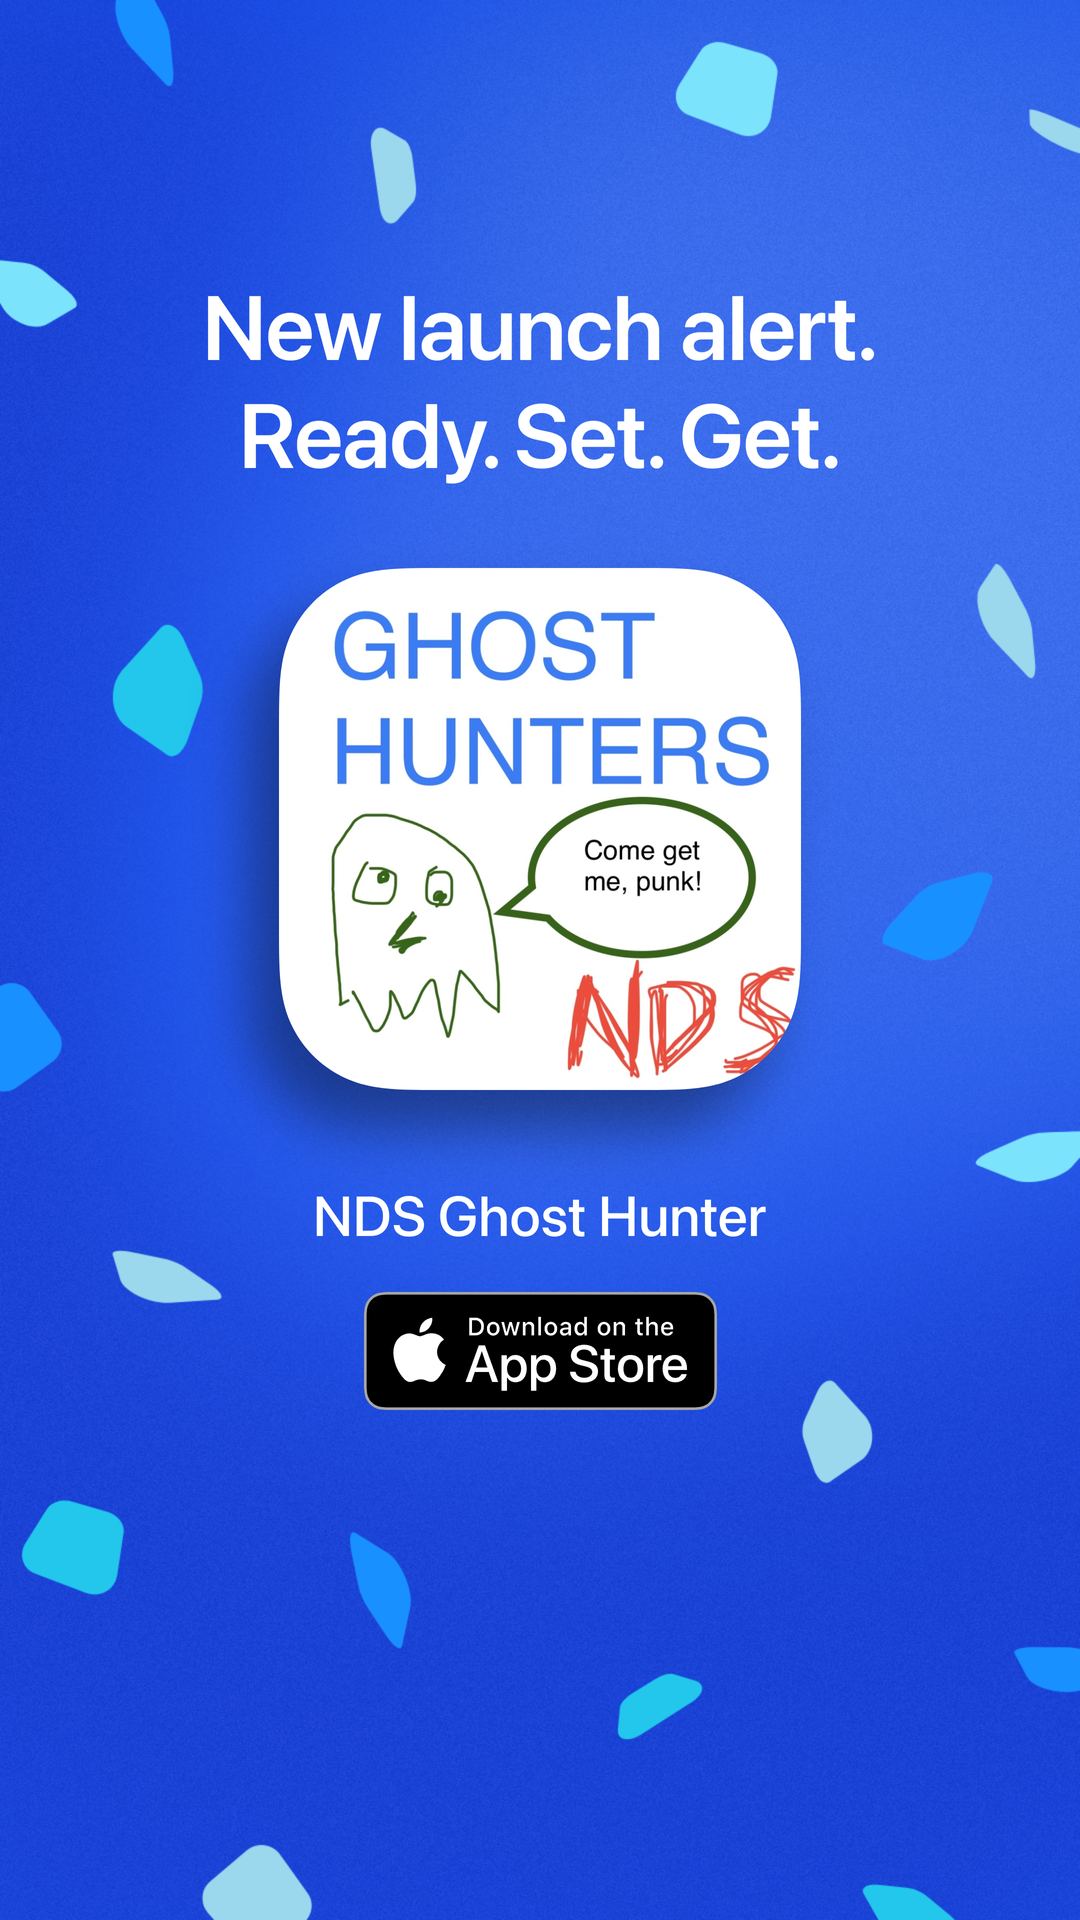 New launch alert.
Ready. Set. Get.
GHOST
HUNTERS
Come get
me, punk!
NDS
NDS Ghost Hunter
Download on the
App Store